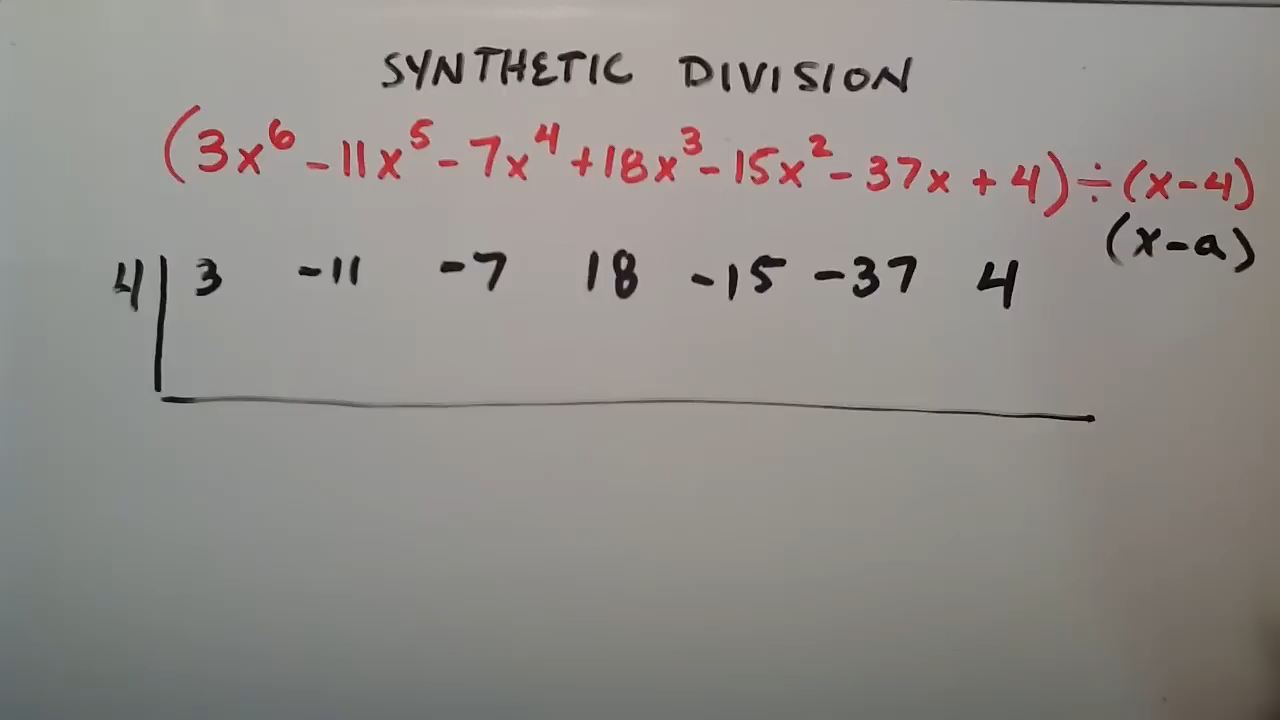 SYNTHETIC DIVISION
(3x⁶ - 11x⁵ - 7x⁴ + 18x³ - 15x² - 37x + 4) ÷ (x - 4)
(x - a)
4 | 3 -11 -7 18 -15 -37 4